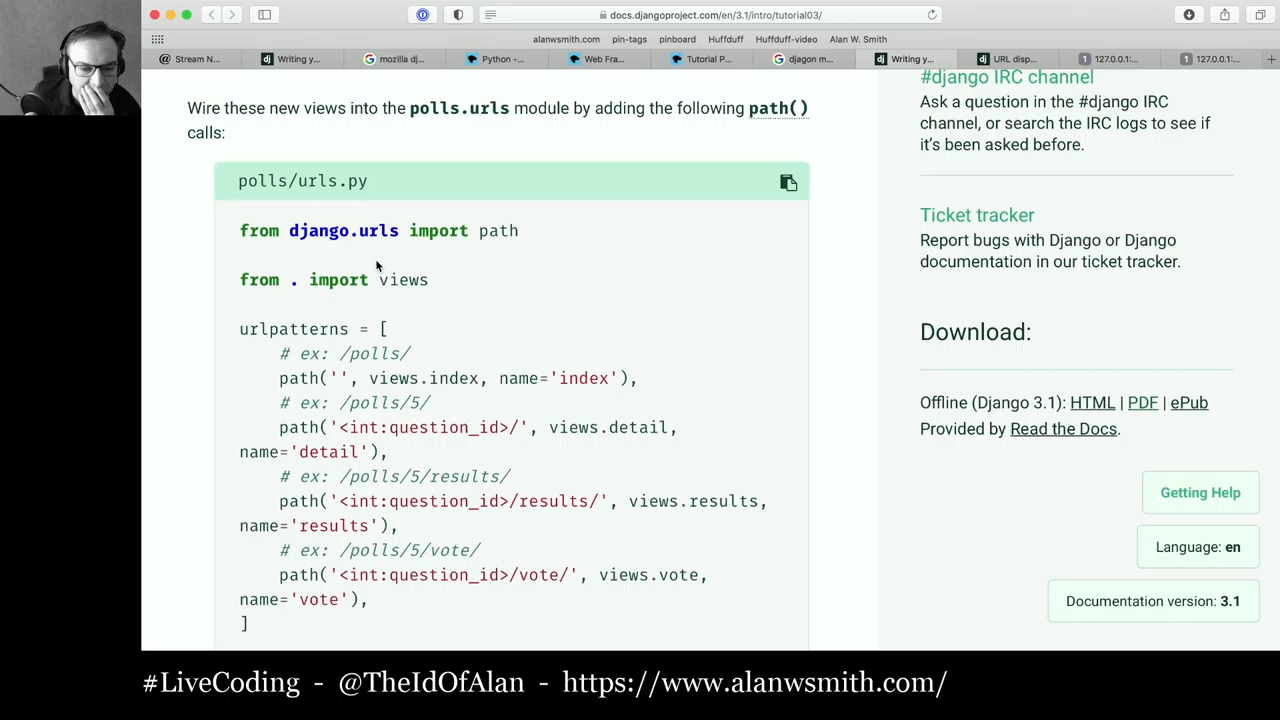 docs.djangoproject.com/en/3.1/intro/tutorial03/
alanwsmith.com pin-tags pinboard Huffduff Huffduff-video Alan W. Smith
Stream N... Writing y... mozilla dj... Python -... Web Fra... Tutorial P... djagon m... Writing y... URL disp... 127.0.0.1:... 127.0.0.1:...
Wire these new views into the polls.urls module by adding the following path()
calls:
polls/urls.py
from django.urls import path
from . import views
urlpatterns = [
# ex: /polls/
path('', views.index, name='index'),
# ex: /polls/5/
path('<int:question_id>/', views.detail,
name='detail'),
# ex: /polls/5/results/
path('<int:question_id>/results/', views.results,
name='results'),
# ex: /polls/5/vote/
path('<int:question_id>/vote/', views.vote,
name='vote'),
]
#django IRC channel
Ask a question in the #django IRC
channel, or search the IRC logs to see if
it's been asked before.
Ticket tracker
Report bugs with Django or Django
documentation in our ticket tracker.
Download:
Offline (Django 3.1): HTML | PDF | ePub
Provided by Read the Docs.
Getting Help
Language: en
Documentation version: 3.1
#LiveCoding - @TheIdOfAlan - https://www.alanwsmith.com/